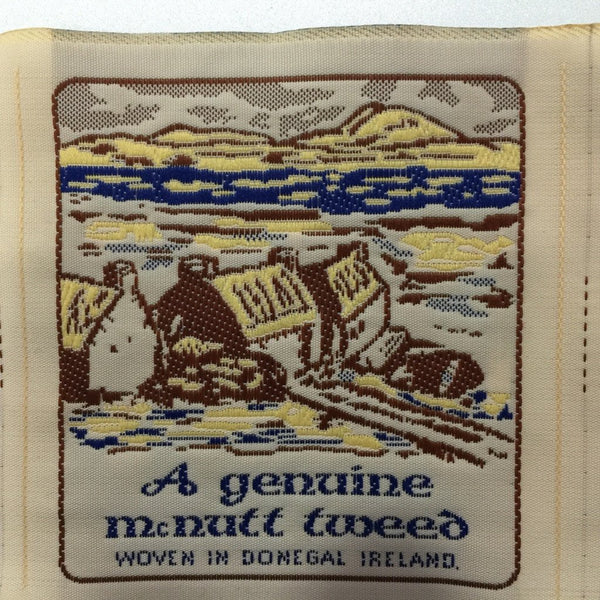 A genuine
mcnutt tweed
WOVEN IN DONEGAL IRELAND.